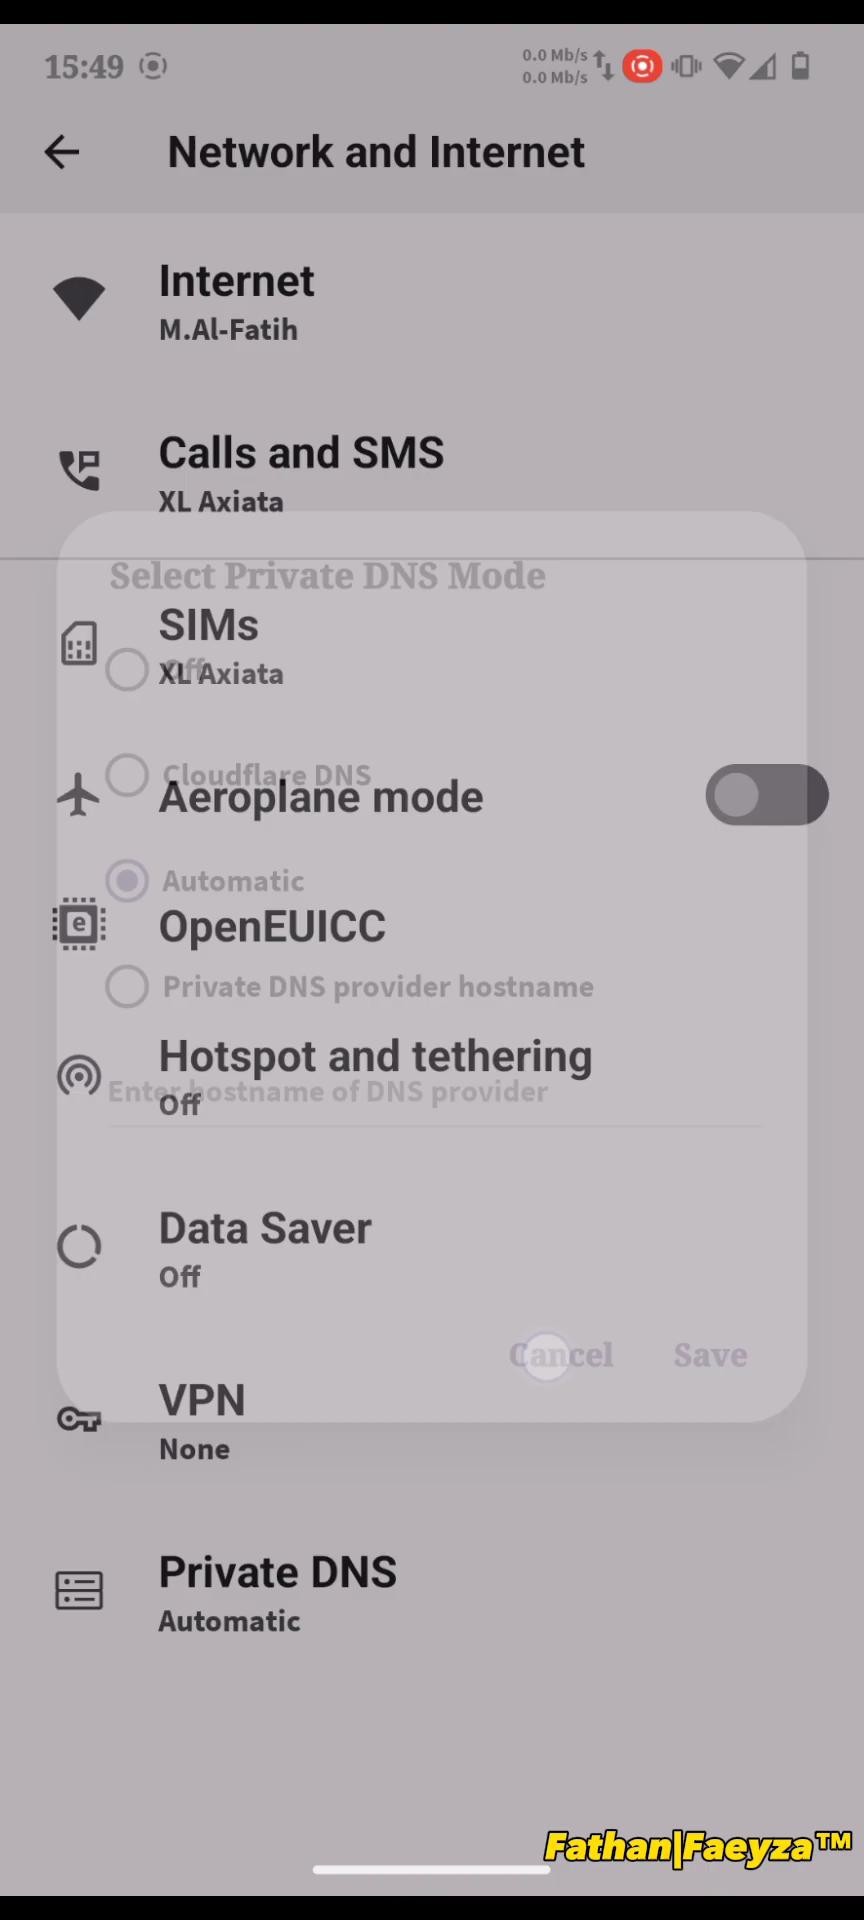 15:49
0.0 Mb/s
0.0 Mb/s
Network and Internet
Internet
M.Al-Fatih
Calls and SMS
XL Axiata
Select Private DNS Mode
SIMs
XL Axiata
Off
Cloudflare DNS
Aeroplane mode
Automatic
OpenEUICC
Private DNS provider hostname
Hotspot and tethering
Enter hostname of DNS provider
Off
Data Saver
Off
Cancel
Save
VPN
None
Private DNS
Automatic
Fathan|Faeyza™